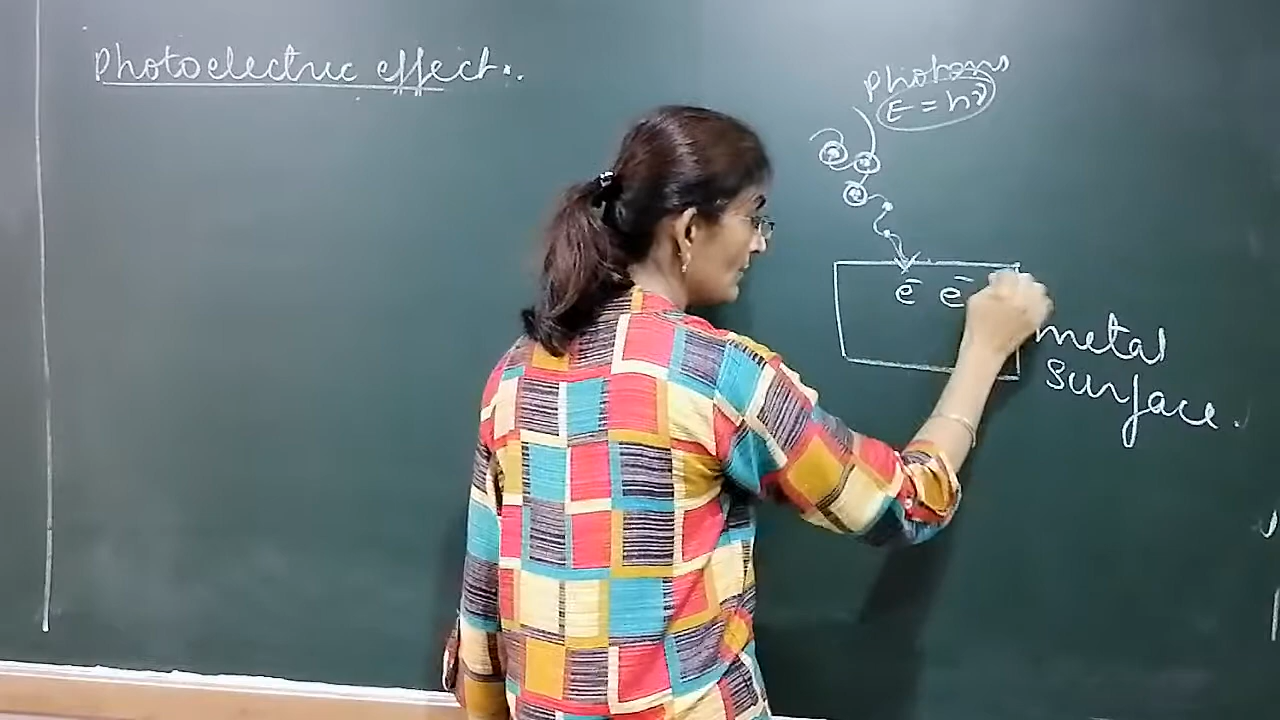 Photoelectric effect.
Photons
E = hν
e⁻ e⁻
metal
surface.